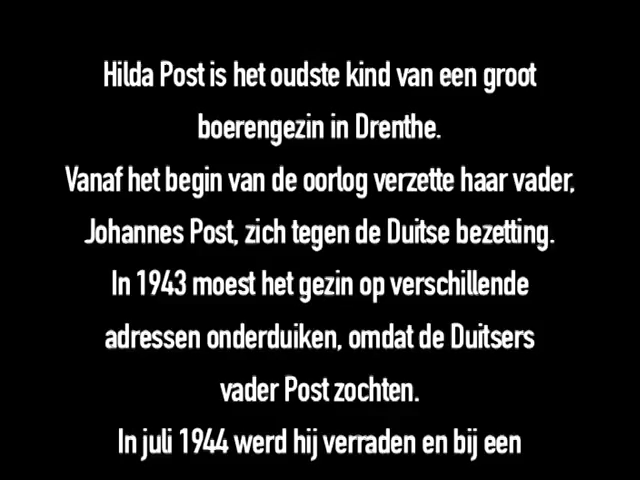 Hilda Post is het oudste kind van een groot
boerengezin in Drenthe.
Vanaf het begin van de oorlog verzette haar vader,
Johannes Post, zich tegen de Duitse bezetting.
In 1943 moest het gezin op verschillende
adressen onderduiken, omdat de Duitsers
vader Post zochten.
In juli 1944 werd hij verraden en bij een